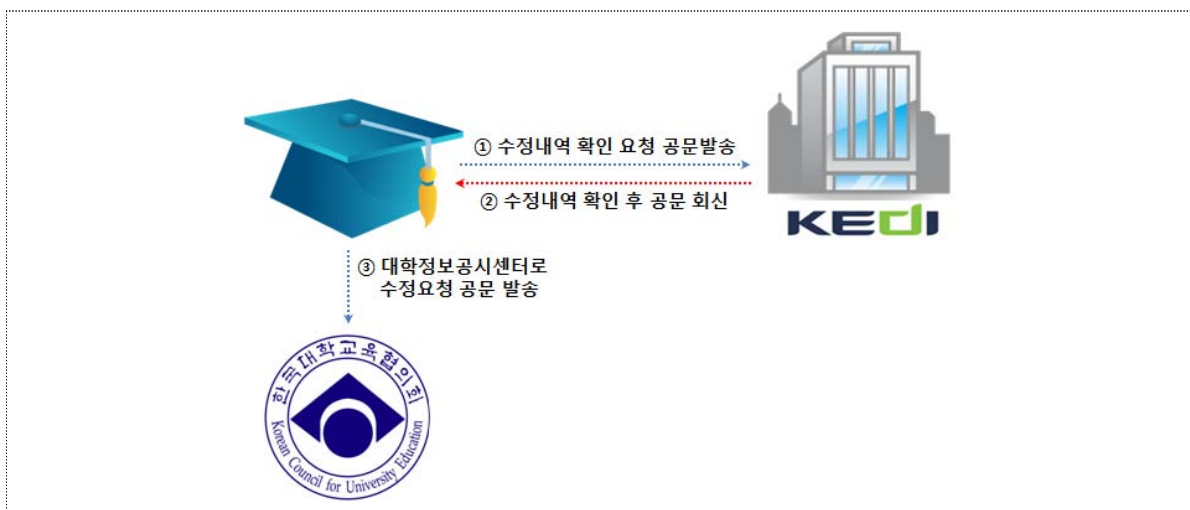 ① 수정내역 확인 요청 공문발송
② 수정내역 확인 후 공문 회신
KEDI
③ 대학정보공시센터로
수정요청 공문 발송
한국대학교육협의회
Korean Council for University Education